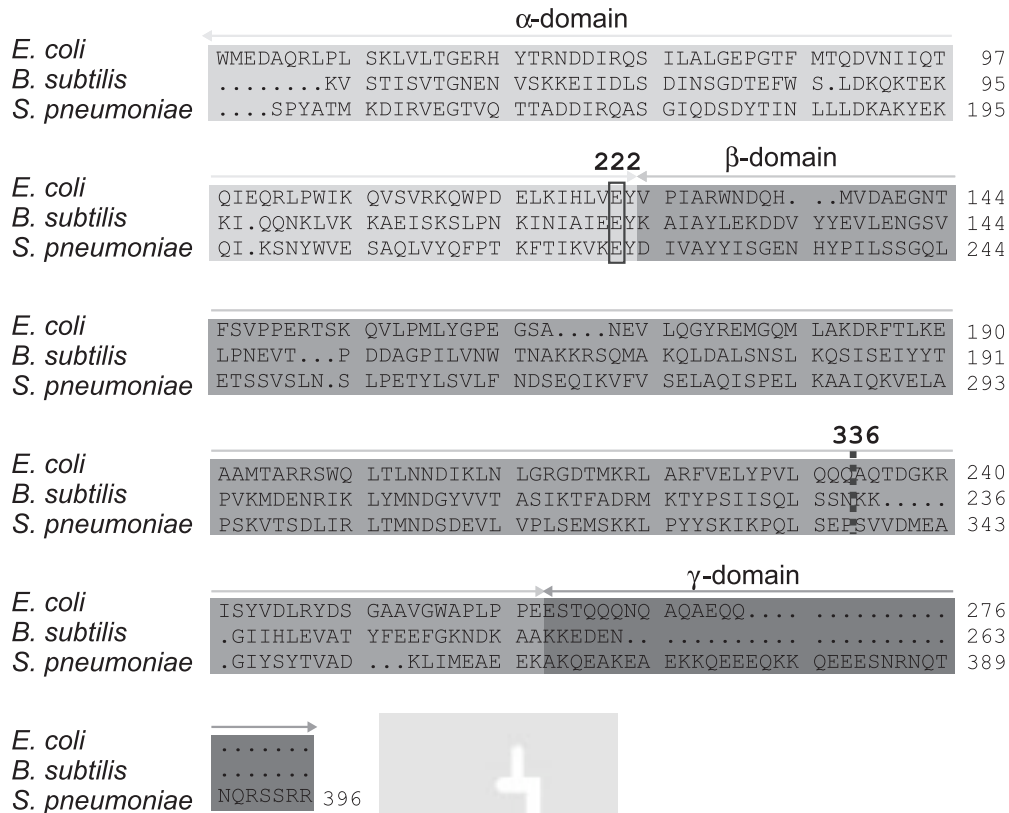 α-domain
E. coli WMEDAQRLPL SKLVLTGERH YTRNDDIRQS ILALGEPGTF MTQDVNIIQT 97
B. subtilis ........KV STISVTGNEN VSKKEIIDLS DINSGDTEFW S.LDKQKTEK 95
S. pneumoniae ....SPYATM KDIRVEGTVQ TTADDIRQAS GIQDSDYTIN LLLDKAKYEK 195
222 β-domain
E. coli QIEQRLPWIK QVSVRKQWPD ELKIHLVEYV PIARWNDQH. ..MVDAEGNT 144
B. subtilis KI.QQNKLVK KAEISKSLPN KINIAIEEYK AIAYLEKDDV YYEVLENGSV 144
S. pneumoniae QI.KSNYWVE SAQLVYQFPT KFTIKVKEYD IVAYYISGEN HYPILSSGQL 244
E. coli FSVPPERTSK QVLPMLYGPE GSA....NEV LQGYREMGQM LAKDRFTLKE 190
B. subtilis LPNEVT...P DDAGPILVNW TNAKKRSQMA KQLDALSNSL KQSISEIYYT 191
S. pneumoniae ETSSVSLN.S LPETYLSVLF NDSEQIKVFV SELAQISPEL KAAIQKVELA 293
336
E. coli AAMTARRSWQ LTLNNDIKLN LGRGDTMKRL ARFVELYPVL QQQAQTDGKR 240
B. subtilis PVKMDENRIK LYMNDGYVVT ASIKTFADRM KTYPSIISQL SSNKK..... 236
S. pneumoniae PSKVTSDLIR LTMNDSDEVL VPLSEMSKKL PYYSKIKPQL SEPSVVDMEA 343
γ-domain
E. coli ISYVDLRYDS GAAVGWAPLP PEESTQQQNQ AQAEQQ.... .......... 276
B. subtilis .GIIHLEVAT YFEEFGKNDK AAKKEDEN.. .......... .......... 263
S. pneumoniae .GIYSYTVAD ...KLIMEAE EKAKQEAKEA EKKQEEEQKK QEEESNRNQT 389
E. coli .......
B. subtilis .......
S. pneumoniae NQRSSRR 396